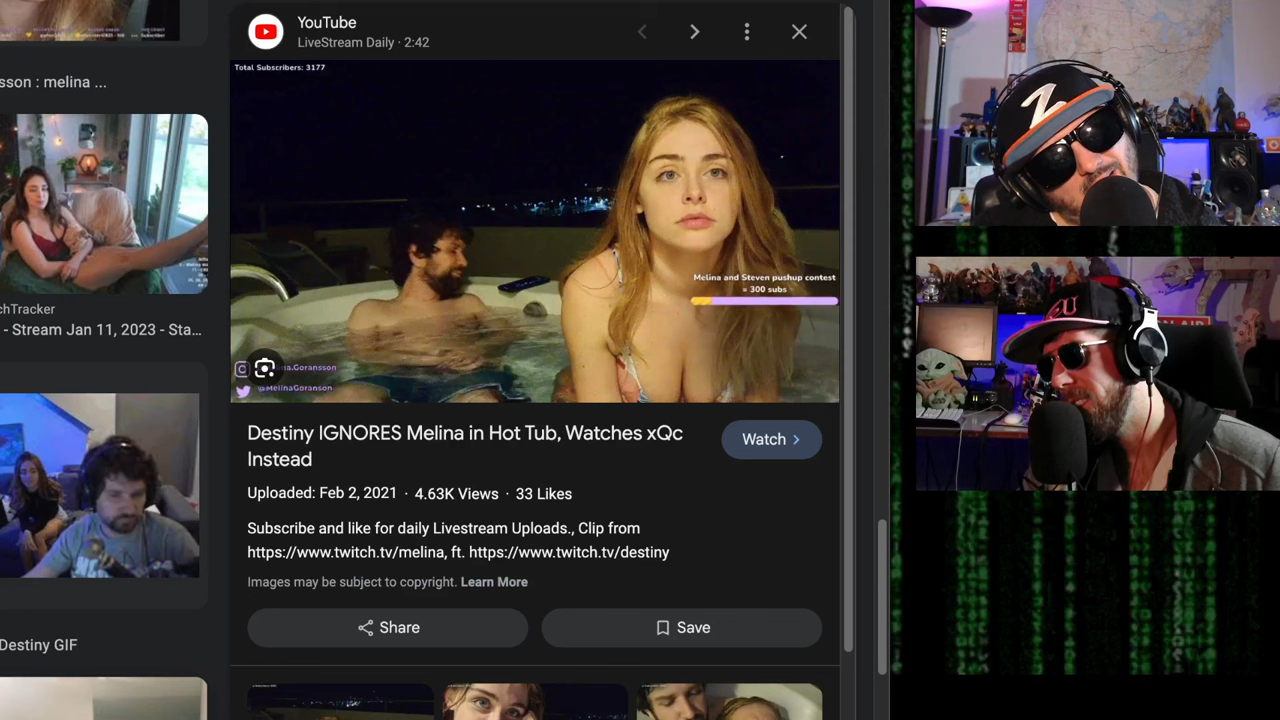 YouTube
LiveStream Daily · 2:42
Total Subscribers: 3177
sson : melina ...
Melina and Steven pushup contest
= 300 subs
chTracker
- Stream Jan 11, 2023 - Sta...
a.Goransson
@MelinaGoranson
Destiny IGNORES Melina in Hot Tub, Watches xQc
Instead
Watch
Uploaded: Feb 2, 2021 · 4.63K Views · 33 Likes
Subscribe and like for daily Livestream Uploads., Clip from
https://www.twitch.tv/melina, ft. https://www.twitch.tv/destiny
Images may be subject to copyright. Learn More
Share
Save
Destiny GIF